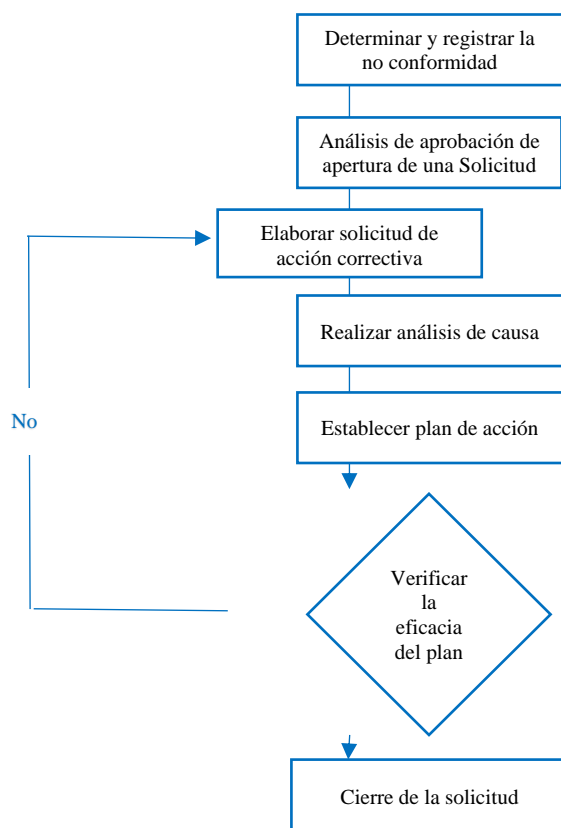 Determinar y registrar la
no conformidad
Análisis de aprobación de
apertura de una Solicitud
Elaborar solicitud de
acción correctiva
Realizar análisis de causa
No
Establecer plan de acción
Verificar
la
eficacia
del plan
Cierre de la solicitud